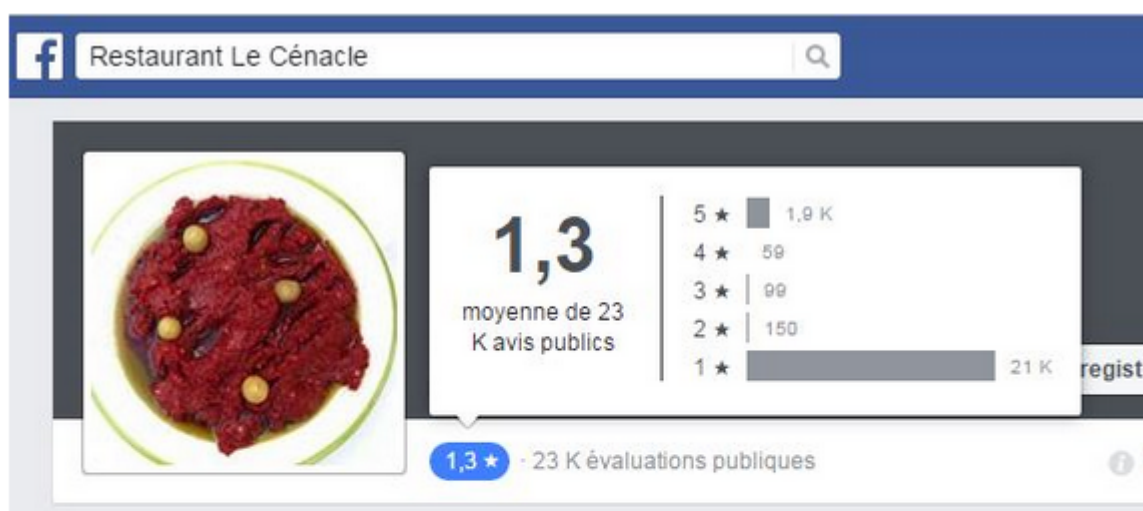 f Restaurant Le Cénacle
1,3
moyenne de 23
K avis publics
5 ★ 1,9 K
4 ★ 59
3 ★ 99
2 ★ 150
1 ★ 21 K
regist
1,3 ★ · 23 K évaluations publiques